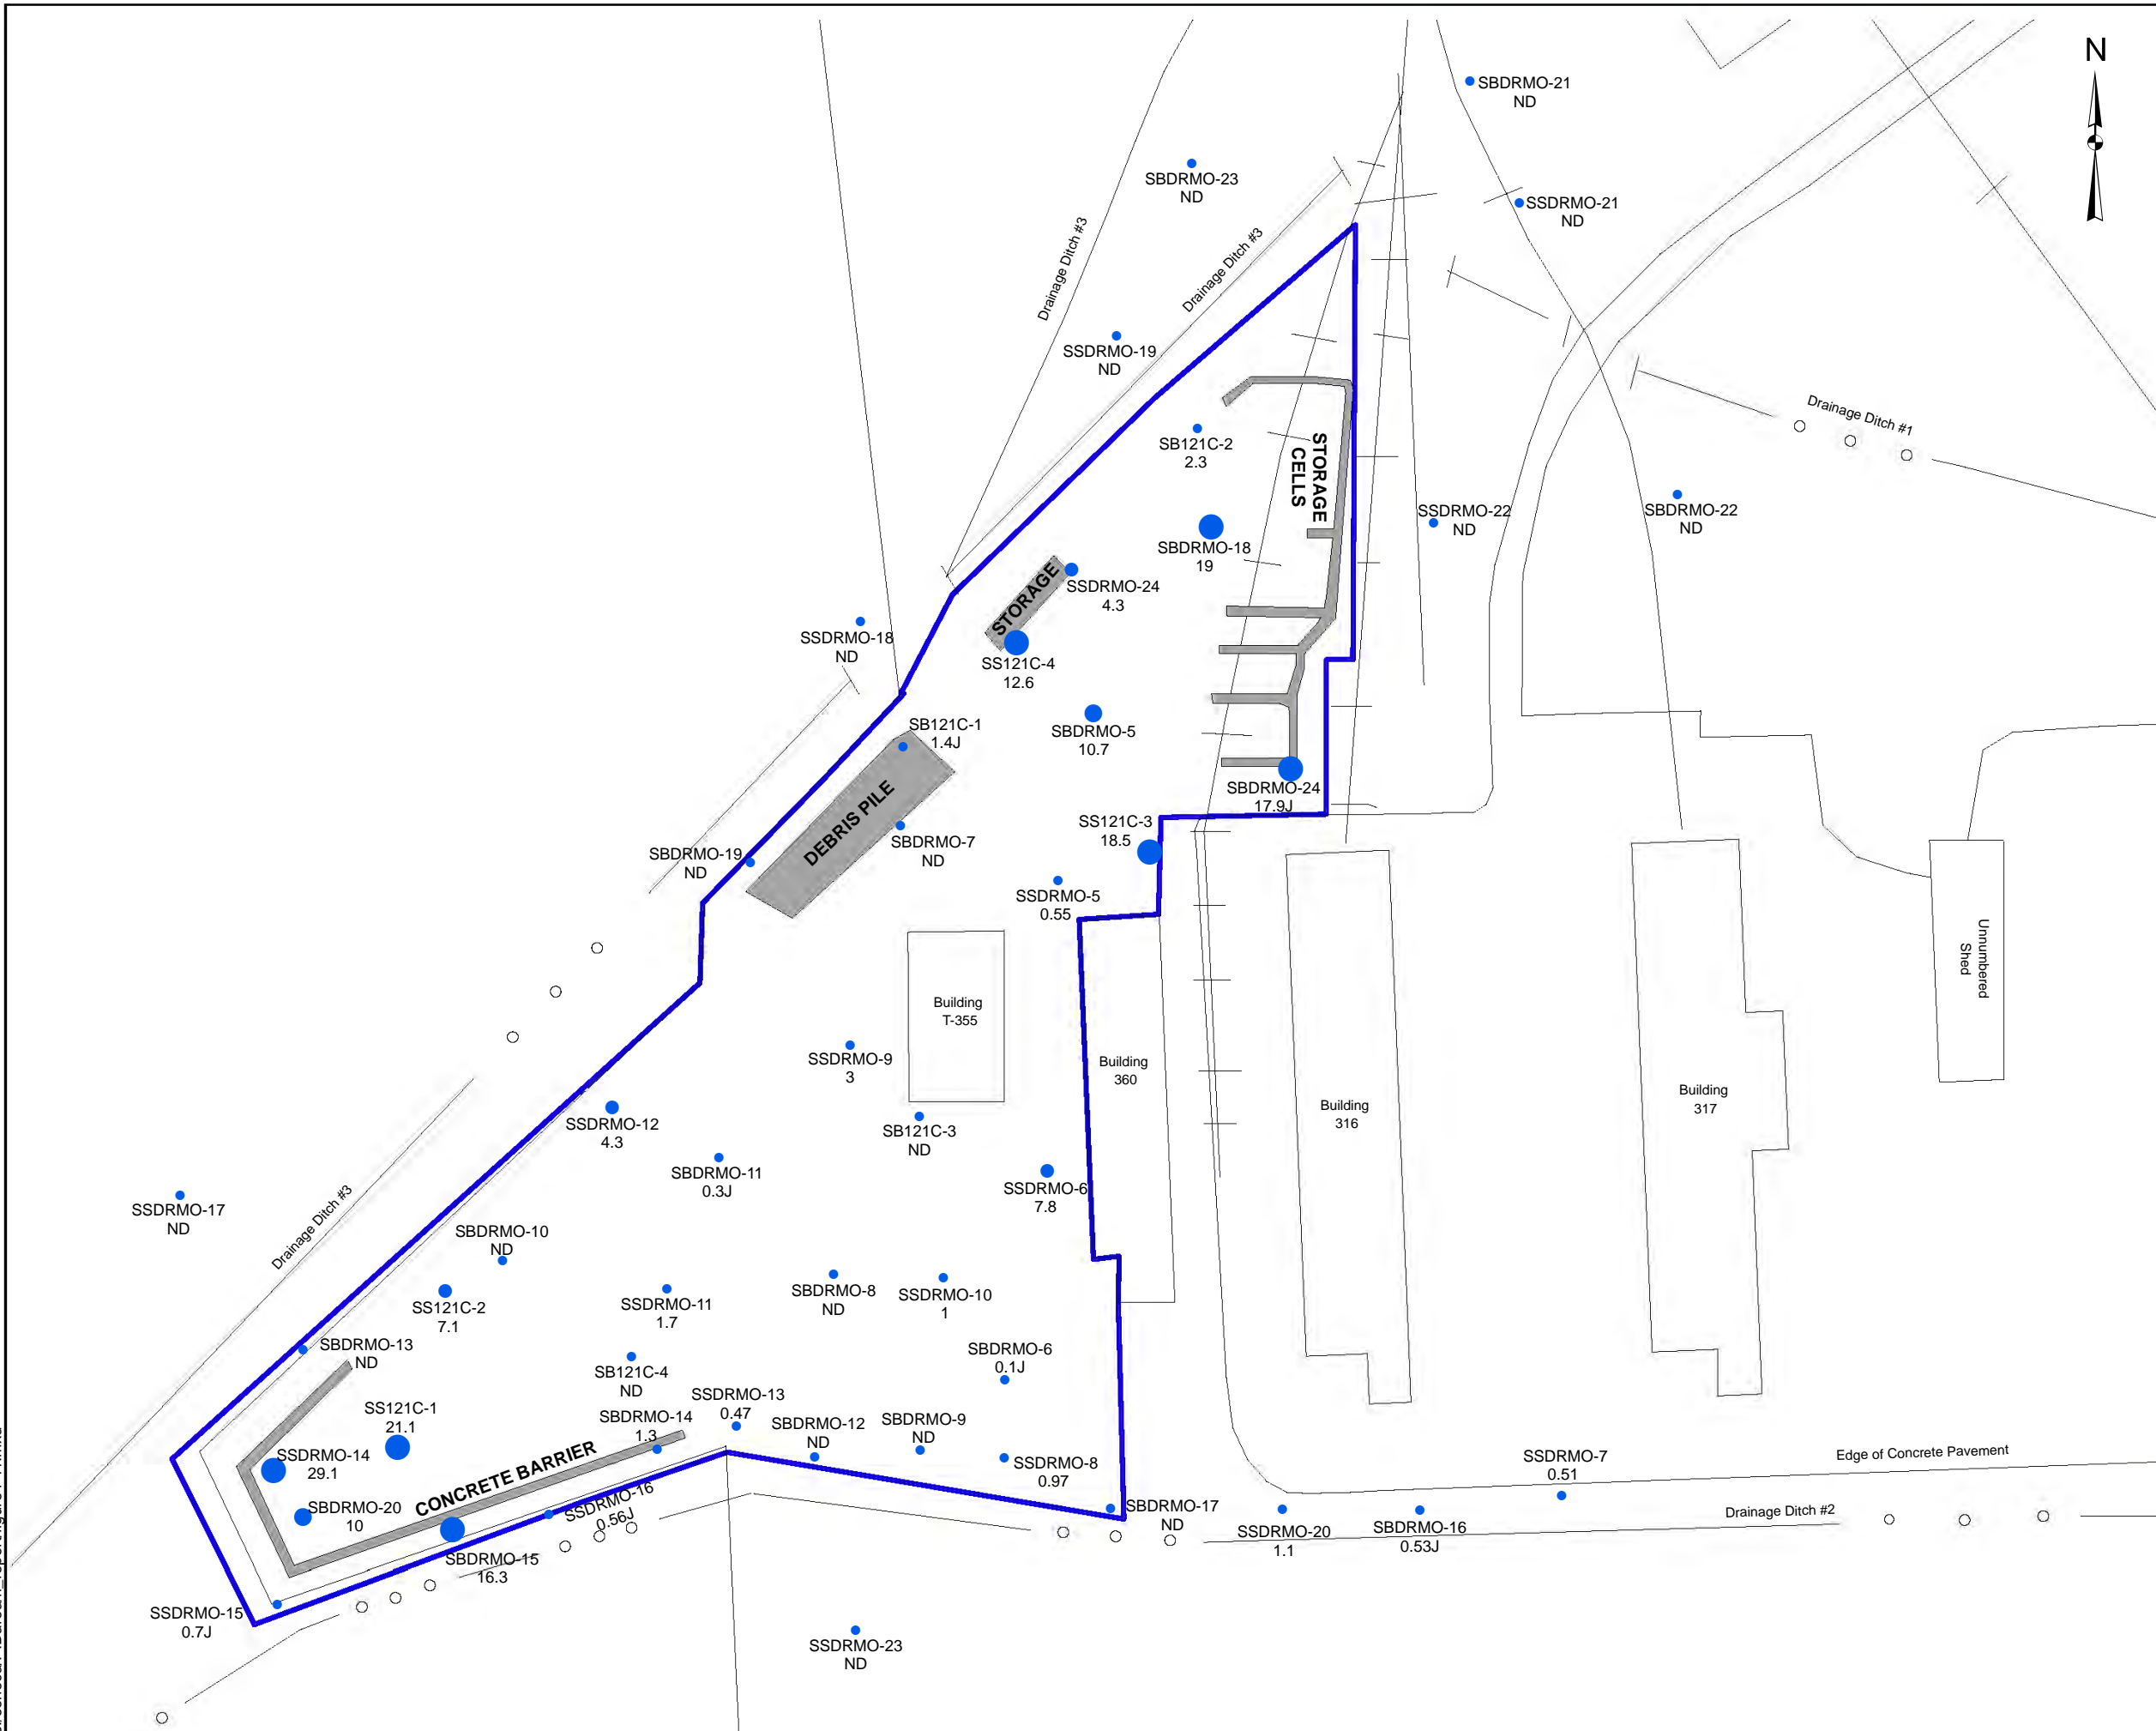 N
SBDRMO-21
ND
SBDRMO-23
ND
SSDRMO-21
ND
Drainage Ditch #3
Drainage Ditch #3
SSDRMO-19
ND
Drainage Ditch #1
SB121C-2
2.3
STORAGE
CELLS
SSDRMO-22
ND
SBDRMO-22
ND
SBDRMO-18
19
STORAGE
SSDRMO-24
4.3
SSDRMO-18
ND
SS121C-4
12.6
SB121C-1
1.4J
SBDRMO-5
10.7
SBDRMO-24
17.9J
DEBRIS PILE
SS121C-3
18.5
SBDRMO-7
ND
SBDRMO-19
ND
SSDRMO-5
0.55
Unnumbered
Shed
Building
T-355
SSDRMO-9
3
Building
360
Building
316
Building
317
SSDRMO-12
4.3
SB121C-3
ND
SBDRMO-11
0.3J
SSDRMO-6
7.8
SSDRMO-17
ND
Drainage Ditch #3
SBDRMO-10
ND
SS121C-2
7.1
SSDRMO-11
1.7
SBDRMO-8
ND
SSDRMO-10
1
SBDRMO-13
ND
SB121C-4
ND
SBDRMO-6
0.1J
SS121C-1
21.1
SSDRMO-13
0.47
SBDRMO-14
1.3
SBDRMO-12
ND
SBDRMO-9
ND
SSDRMO-14
29.1
CONCRETE BARRIER
SSDRMO-8
0.97
SSDRMO-7
0.51
Edge of Concrete Pavement
SBDRMO-20
10
SSDRMO-16
0.56J
SBDRMO-17
ND
SSDRMO-20
1.1
SBDRMO-16
0.53J
Drainage Ditch #2
SBDRMO-15
16.3
SSDRMO-15
0.7J
SSDRMO-23
ND